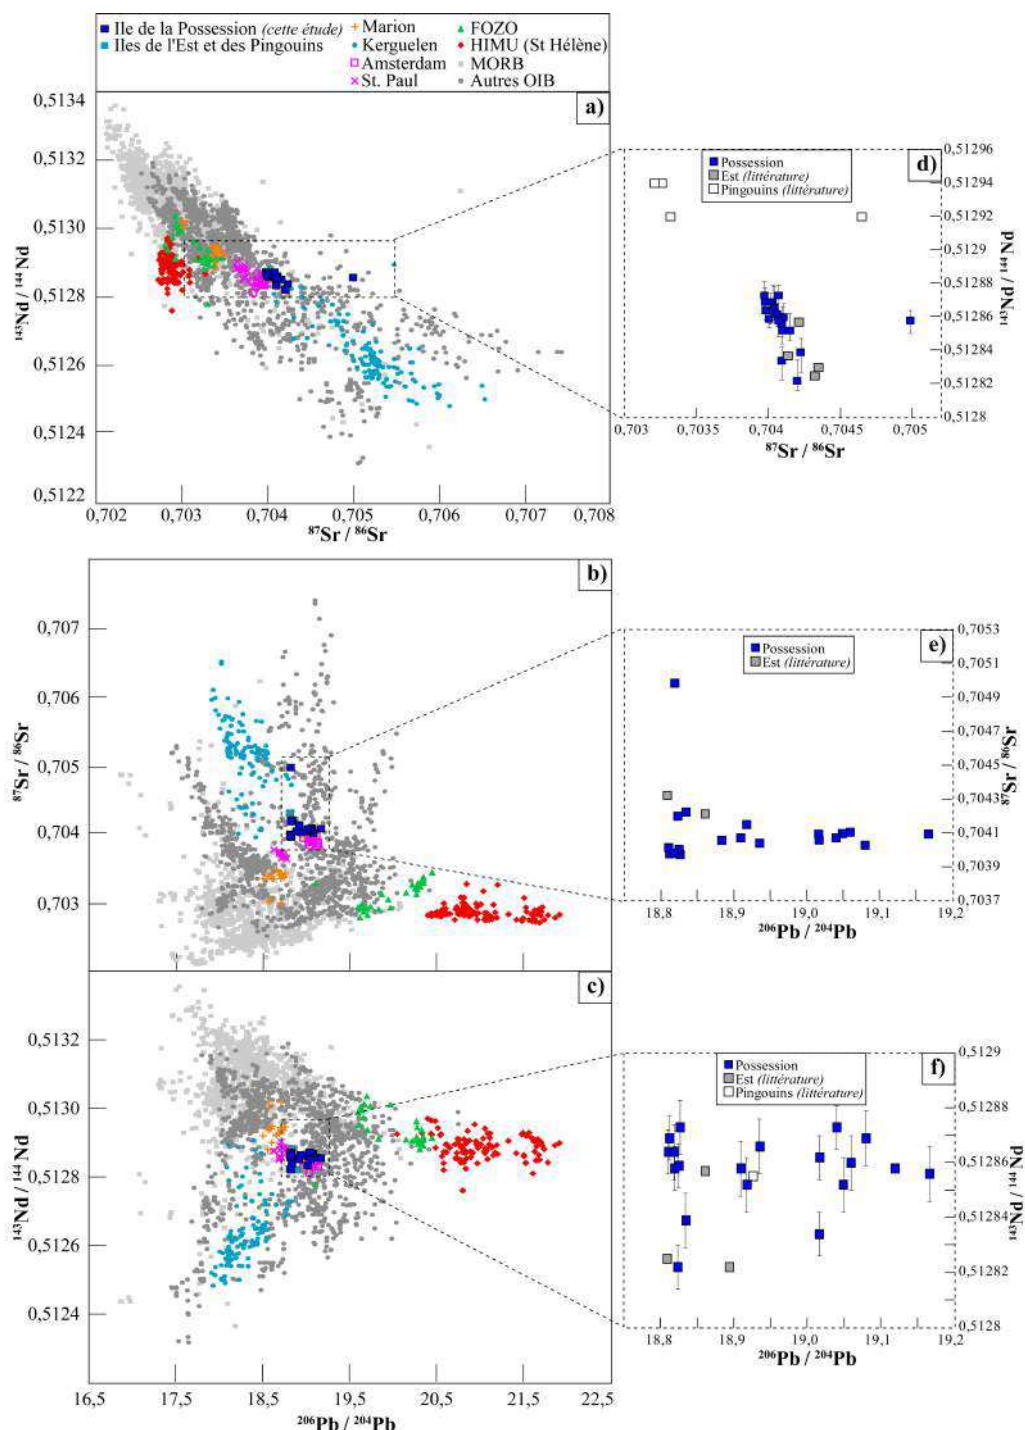 Ile de la Possession (cette étude)
Iles de l'Est et des Pingouins
Marion
Kerguelen
Amsterdam
St. Paul
FOZO
HIMU (St Hélène)
MORB
Autres OIB
a)
0,5134
0,5132
0,5130
0,5128
0,5126
0,5124
0,5122
¹⁴³Nd / ¹⁴⁴Nd
0,702
0,703
0,704
0,705
0,706
0,707
0,708
⁸⁷Sr / ⁸⁶Sr
d)
Possession
Est (littérature)
Pingouins (littérature)
0,51296
0,51294
0,51292
0,5129
0,51288
0,51286
0,51284
0,51282
0,5128
¹⁴³Nd / ¹⁴⁴Nd
0,703
0,7035
0,704
0,7045
0,705
⁸⁷Sr / ⁸⁶Sr
b)
0,707
0,706
0,705
0,704
0,703
⁸⁷Sr / ⁸⁶Sr
e)
Possession
Est (littérature)
0,7053
0,7051
0,7049
0,7047
0,7045
0,7043
0,7041
0,7039
0,7037
⁸⁷Sr / ⁸⁶Sr
18,8
18,9
19,0
19,1
19,2
²⁰⁶Pb / ²⁰⁴Pb
c)
0,5132
0,5130
0,5128
0,5126
0,5124
¹⁴³Nd / ¹⁴⁴Nd
16,5
17,5
18,5
19,5
20,5
21,5
22,5
²⁰⁶Pb / ²⁰⁴Pb
f)
Possession
Est (littérature)
Pingouins (littérature)
0,5129
0,51288
0,51286
0,51284
0,51282
0,5128
¹⁴³Nd / ¹⁴⁴Nd
18,8
18,9
19,0
19,1
19,2
²⁰⁶Pb / ²⁰⁴Pb